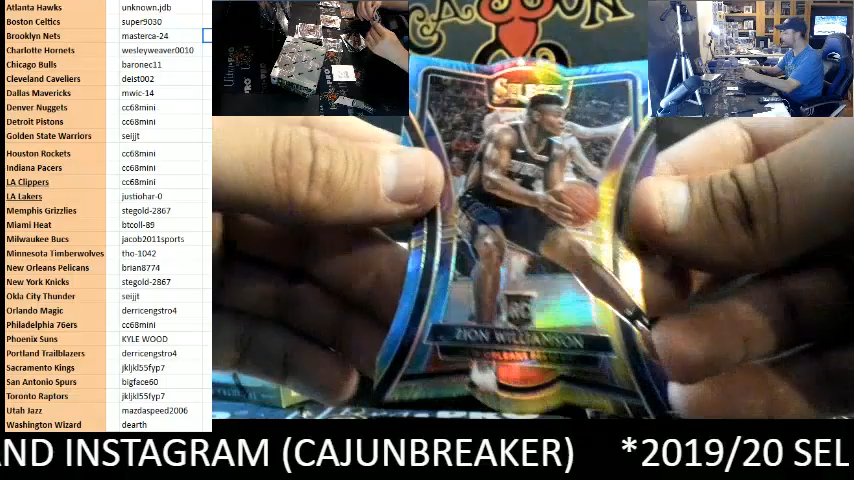 Atlanta Hawks unknown.jdb
Boston Celtics super9030
Brooklyn Nets masterca-24
Charlotte Hornets wesleyweaver0010
Chicago Bulls baronec11
Cleveland Cavaliers deist002
Dallas Mavericks mwic-14
Denver Nuggets cc68mini
Detroit Pistons cc68mini
Golden State Warriors seijjt
Houston Rockets cc68mini
Indiana Pacers cc68mini
LA Clippers cc68mini
LA Lakers justiohar-0
Memphis Grizzlies stegold-2867
Miami Heat btcoll-89
Milwaukee Bucs jacob2011sports
Minnesota Timberwolves tho-1042
New Orleans Pelicans brian8774
New York Knicks stegold-2867
Okla City Thunder seijjt
Orlando Magic derricengstro4
Philadelphia 76ers cc68mini
Phoenix Suns KYLE WOOD
Portland Trailblazers derricengstro4
Sacramento Kings jkljkl55fyp7
San Antonio Spurs bigface60
Toronto Raptors jkljkl55fyp7
Utah Jazz mazdaspeed2006
Washington Wizard dearth
SELECT
RC
ZION WILLIAMSON
AND INSTAGRAM (CAJUNBREAKER) *2019/20 SEL